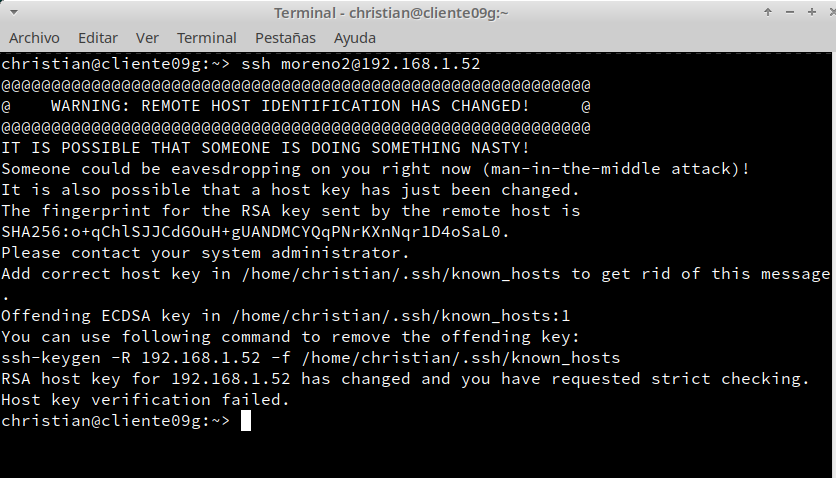 Terminal - christian@cliente09g:~
Archivo Editar Ver Terminal Pestañas Ayuda
christian@cliente09g:~> ssh moreno2@192.168.1.52
@@@@@@@@@@@@@@@@@@@@@@@@@@@@@@@@@@@@@@@@@@@@@@@@@@@@@@@@@@@
@    WARNING: REMOTE HOST IDENTIFICATION HAS CHANGED!     @
@@@@@@@@@@@@@@@@@@@@@@@@@@@@@@@@@@@@@@@@@@@@@@@@@@@@@@@@@@@
IT IS POSSIBLE THAT SOMEONE IS DOING SOMETHING NASTY!
Someone could be eavesdropping on you right now (man-in-the-middle attack)!
It is also possible that a host key has just been changed.
The fingerprint for the RSA key sent by the remote host is
SHA256:o+qChlSJJCdGOuH+gUANDMCYQqPNrKXnNqr1D4oSaL0.
Please contact your system administrator.
Add correct host key in /home/christian/.ssh/known_hosts to get rid of this message
.
Offending ECDSA key in /home/christian/.ssh/known_hosts:1
You can use following command to remove the offending key:
ssh-keygen -R 192.168.1.52 -f /home/christian/.ssh/known_hosts
RSA host key for 192.168.1.52 has changed and you have requested strict checking.
Host key verification failed.
christian@cliente09g:~>